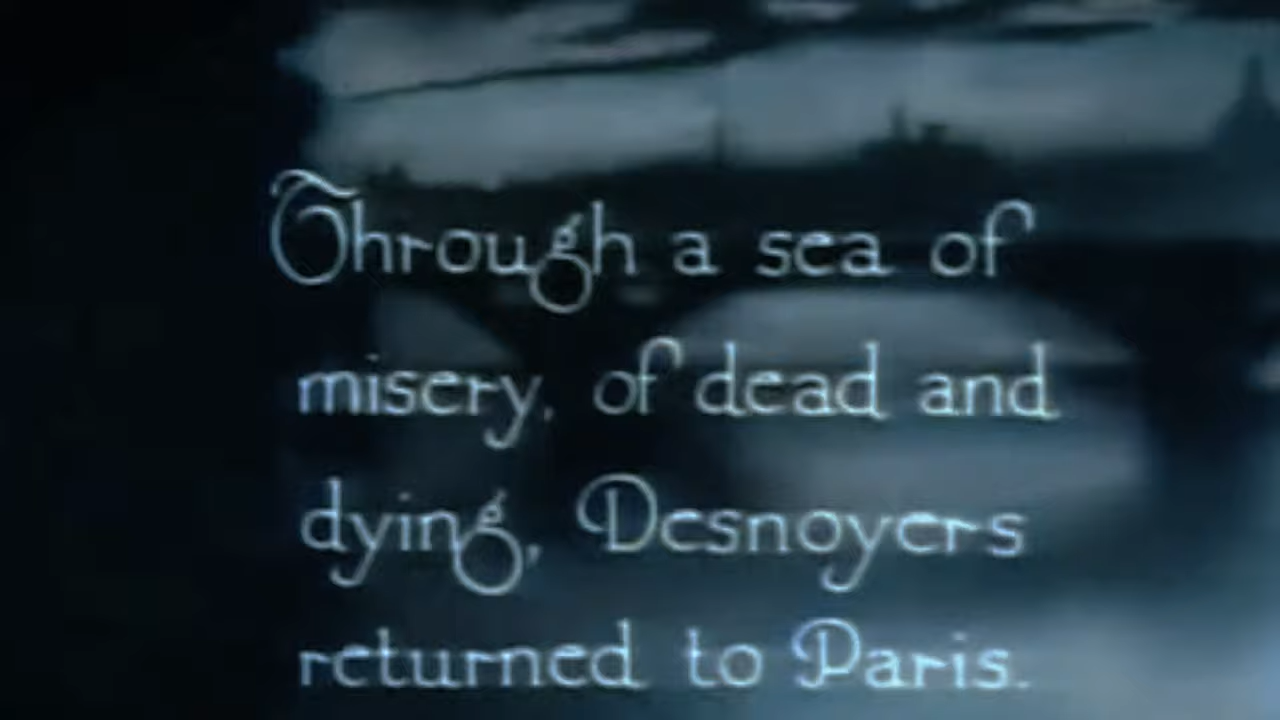 Through a sea of
misery, of dead and
dying, Desnoyers
returned to Paris.